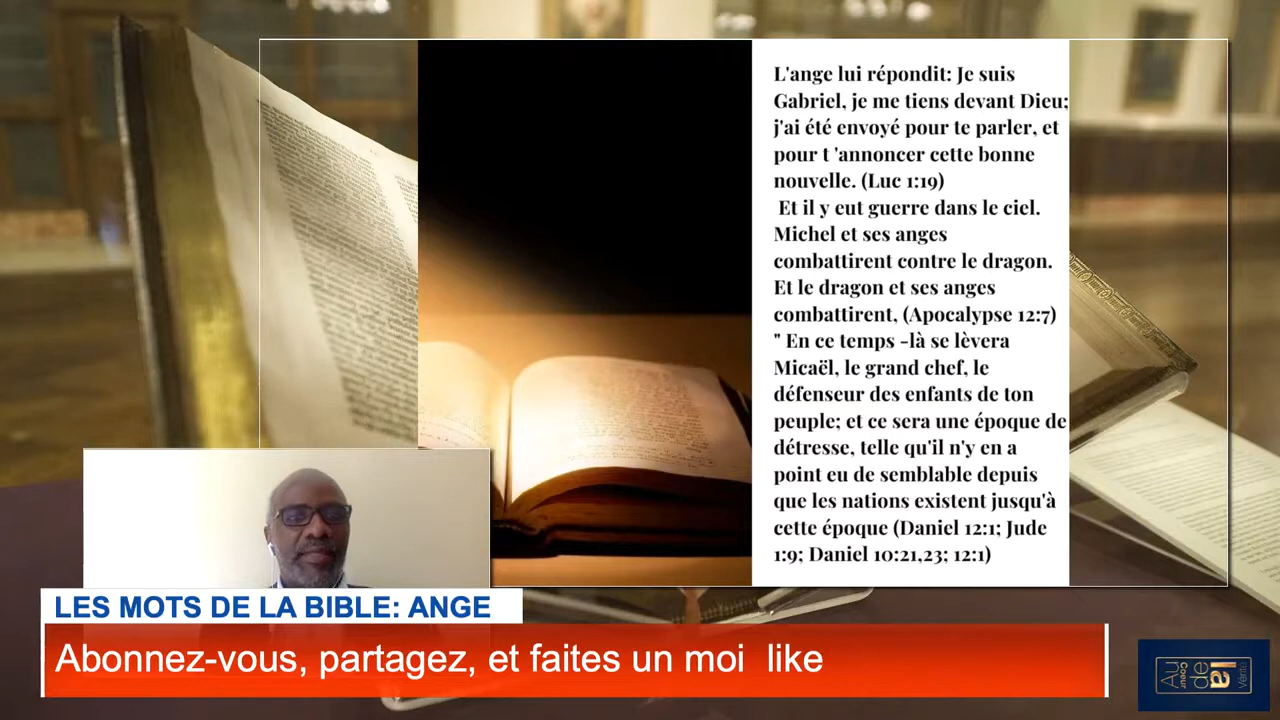 L'ange lui répondit: Je suis
Gabriel, je me tiens devant Dieu;
j'ai été envoyé pour te parler, et
pour t 'annoncer cette bonne
nouvelle. (Luc 1:19)
Et il y eut guerre dans le ciel.
Michel et ses anges
combattirent contre le dragon.
Et le dragon et ses anges
combattirent, (Apocalypse 12:7)
" En ce temps -là se lèvera
Micaël, le grand chef, le
défenseur des enfants de ton
peuple; et ce sera une époque de
détresse, telle qu'il n'y en a
point eu de semblable depuis
que les nations existent jusqu'à
cette époque (Daniel 12:1; Jude
1:9; Daniel 10:21,23; 12:1)
LES MOTS DE LA BIBLE: ANGE
Abonnez-vous, partagez, et faites un moi  like
Au
coeur
de
la
Vérité